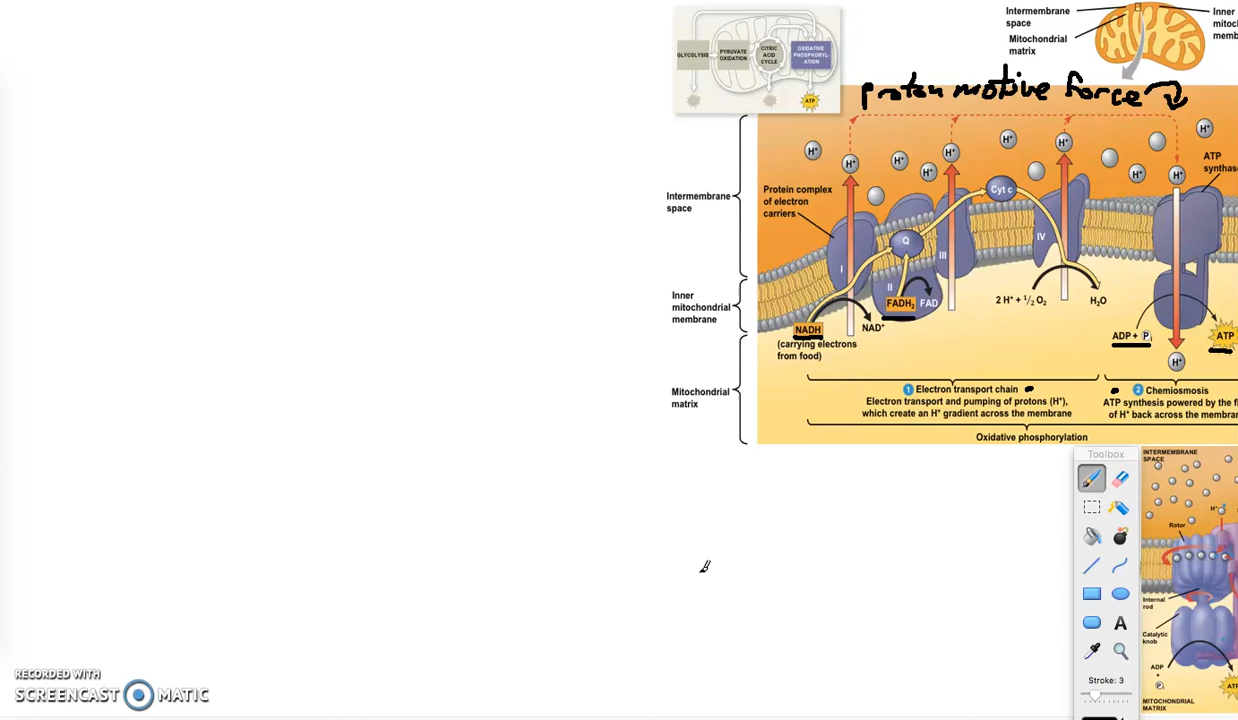 Intermembrane
space
Mitochondrial
matrix
Inner
GLYCOLYSIS
PYRUVATE
OXIDATION
CITRIC
ACID
CYCLE
OXIDATIVE
PHOSPHORYL-
ATION
ATP
proton motive force
H+
H+
H+
H+
H+
H+
H+
H+
H+
H+
ATP
Protein complex
of electron
carriers
Cyt c
Intermembrane
space
Q
I
II
III
IV
Inner
mitochondrial
membrane
FADH2
FAD
2 H+ + 1/2 O2
H2O
NADH
NAD+
(carrying electrons
from food)
ADP + Pi
ATP
H+
Mitochondrial
matrix
1 Electron transport chain
Electron transport and pumping of protons (H+),
which create an H+ gradient across the membrane
2 Chemiosmosis
ATP synthesis powered by the
of H+ back across the
Oxidative phosphorylation
Toolbox
A
Stroke: 3
INTERMEMBRANE
SPACE
H+
Rotor
Internal
rod
Catalytic
knob
ADP
+
Pi
ATP
MITOCHONDRIAL
MATRIX
RECORDED WITH
SCREENCAST MATIC